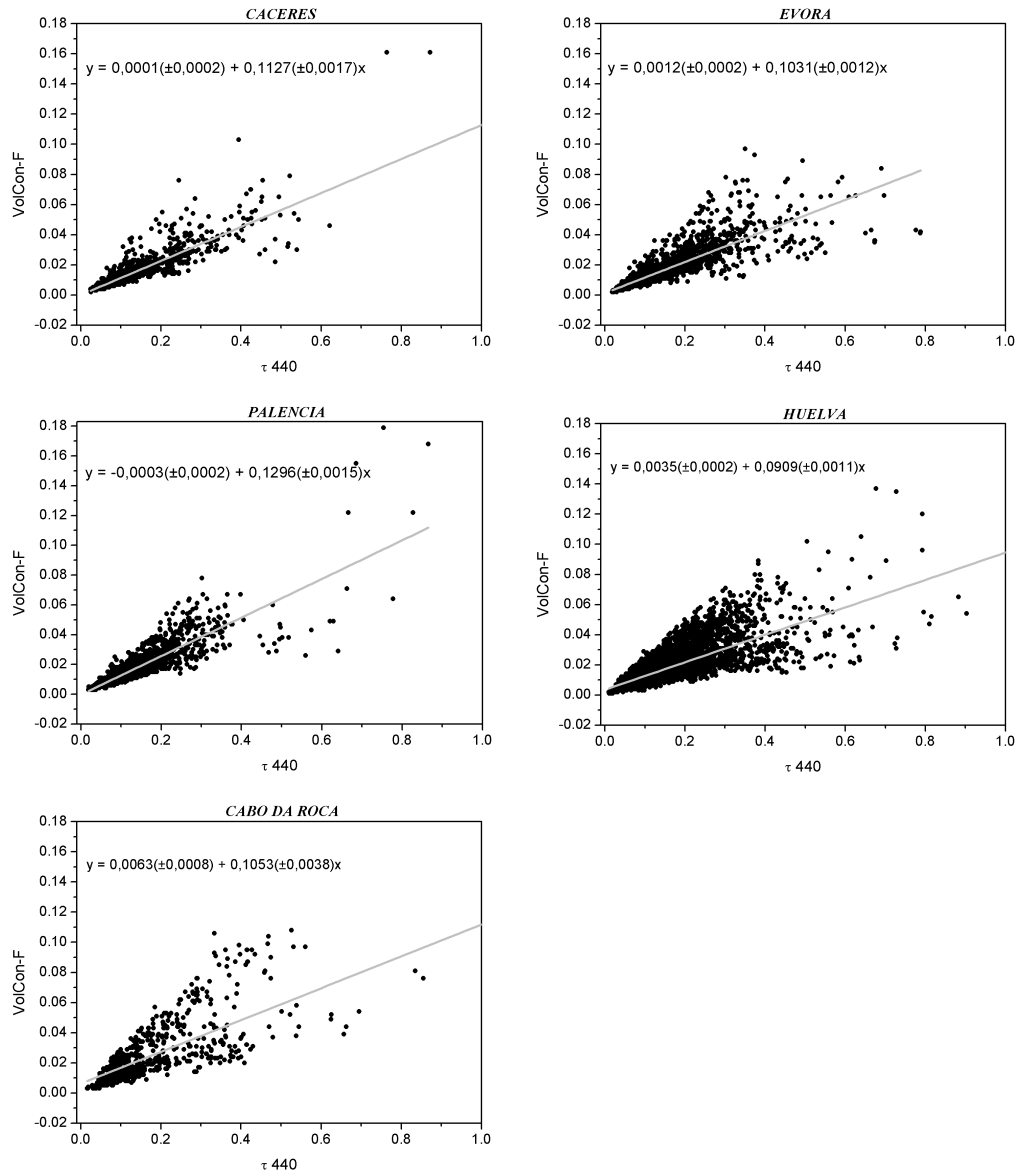 CACERES
0.18
0.16
0.14
0.12
0.10
0.08
0.06
0.04
0.02
0.00
-0.02
VolCon-F
y = 0,0001(±0,0002) + 0,1127(±0,0017)x
0.0 0.2 0.4 0.6 0.8 1.0
τ 440
EVORA
0.18
0.16
0.14
0.12
0.10
0.08
0.06
0.04
0.02
0.00
-0.02
VolCon-F
y = 0,0012(±0,0002) + 0,1031(±0,0012)x
0.0 0.2 0.4 0.6 0.8 1.0
τ 440
PALENCIA
0.18
0.16
0.14
0.12
0.10
0.08
0.06
0.04
0.02
0.00
-0.02
VolCon-F
y = -0,0003(±0,0002) + 0,1296(±0,0015)x
0.0 0.2 0.4 0.6 0.8 1.0
τ 440
HUELVA
0.18
0.16
0.14
0.12
0.10
0.08
0.06
0.04
0.02
0.00
-0.02
VolCon-F
y = 0,0035(±0,0002) + 0,0909(±0,0011)x
0.0 0.2 0.4 0.6 0.8 1.0
τ 440
CABO DA ROCA
0.18
0.16
0.14
0.12
0.10
0.08
0.06
0.04
0.02
0.00
-0.02
VolCon-F
y = 0,0063(±0,0008) + 0,1053(±0,0038)x
0.0 0.2 0.4 0.6 0.8 1.0
τ 440